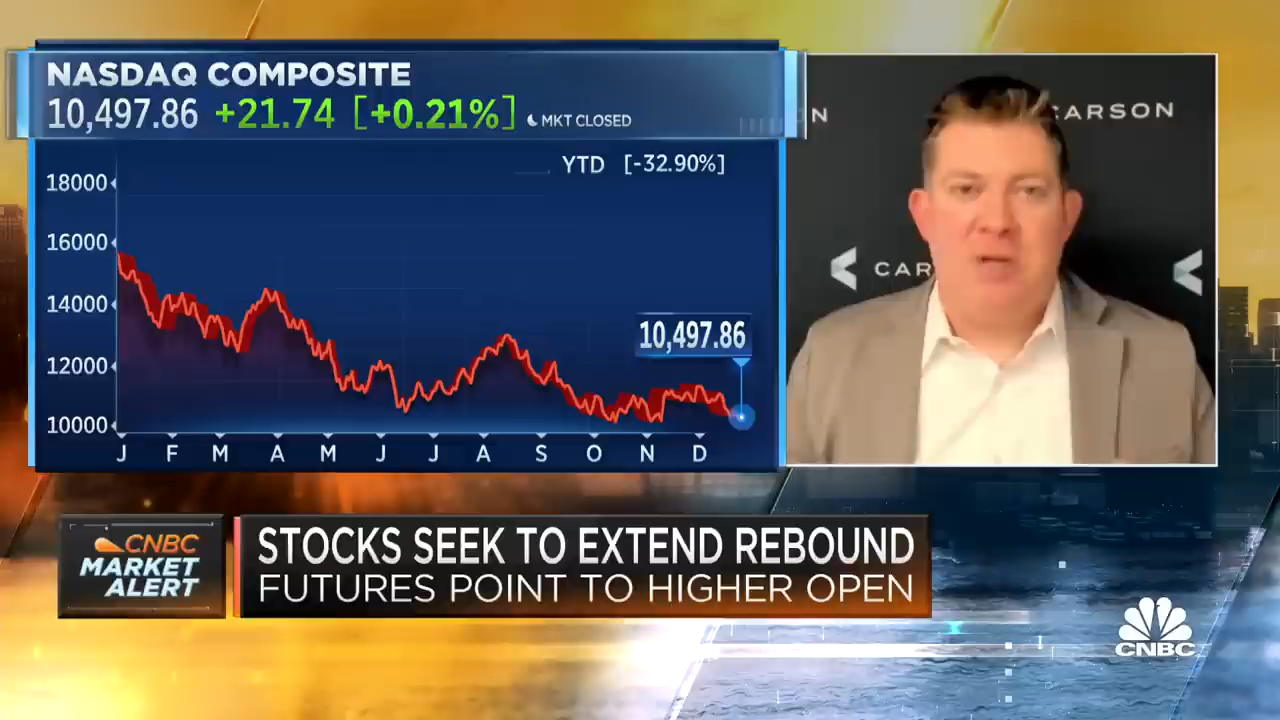 NASDAQ COMPOSITE
10,497.86 +21.74 [+0.21%] MKT CLOSED
YTD [-32.90%]
18000
16000
14000
12000
10000
10,497.86
J F M A M J J A S O N D
N CARSON
CAR
CNBC
MARKET
ALERT
STOCKS SEEK TO EXTEND REBOUND
FUTURES POINT TO HIGHER OPEN
CNBC